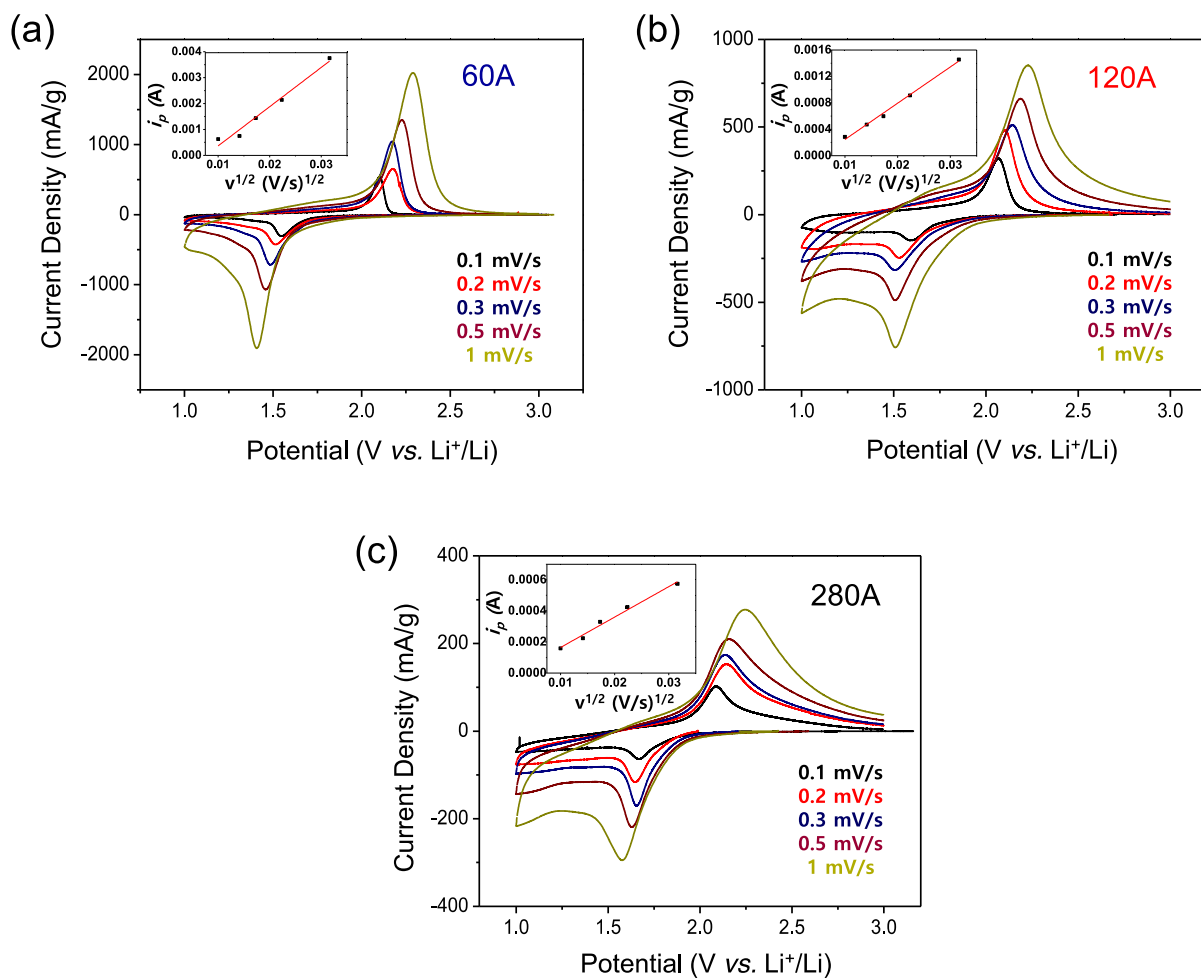 (a)
60A
0.004
0.003
0.002
0.001
0.000
i_p (A)
0.01 0.02 0.03
v^1/2 (V/s)^1/2
2000
1000
0
-1000
-2000
Current Density (mA/g)
0.1 mV/s
0.2 mV/s
0.3 mV/s
0.5 mV/s
1 mV/s
1.0 1.5 2.0 2.5 3.0
Potential (V vs. Li⁺/Li)
(b)
120A
0.0016
0.0012
0.0008
0.0004
0.0000
i_p (A)
0.01 0.02 0.03
v^1/2 (V/s)^1/2
1000
500
0
-500
-1000
Current Density (mA/g)
0.1 mV/s
0.2 mV/s
0.3 mV/s
0.5 mV/s
1 mV/s
1.0 1.5 2.0 2.5 3.0
Potential (V vs. Li⁺/Li)
(c)
280A
0.0006
0.0004
0.0002
0.0000
i_p (A)
0.01 0.02 0.03
v^1/2 (V/s)^1/2
400
200
0
-200
-400
Current Density (mA/g)
0.1 mV/s
0.2 mV/s
0.3 mV/s
0.5 mV/s
1 mV/s
1.0 1.5 2.0 2.5 3.0
Potential (V vs. Li⁺/Li)